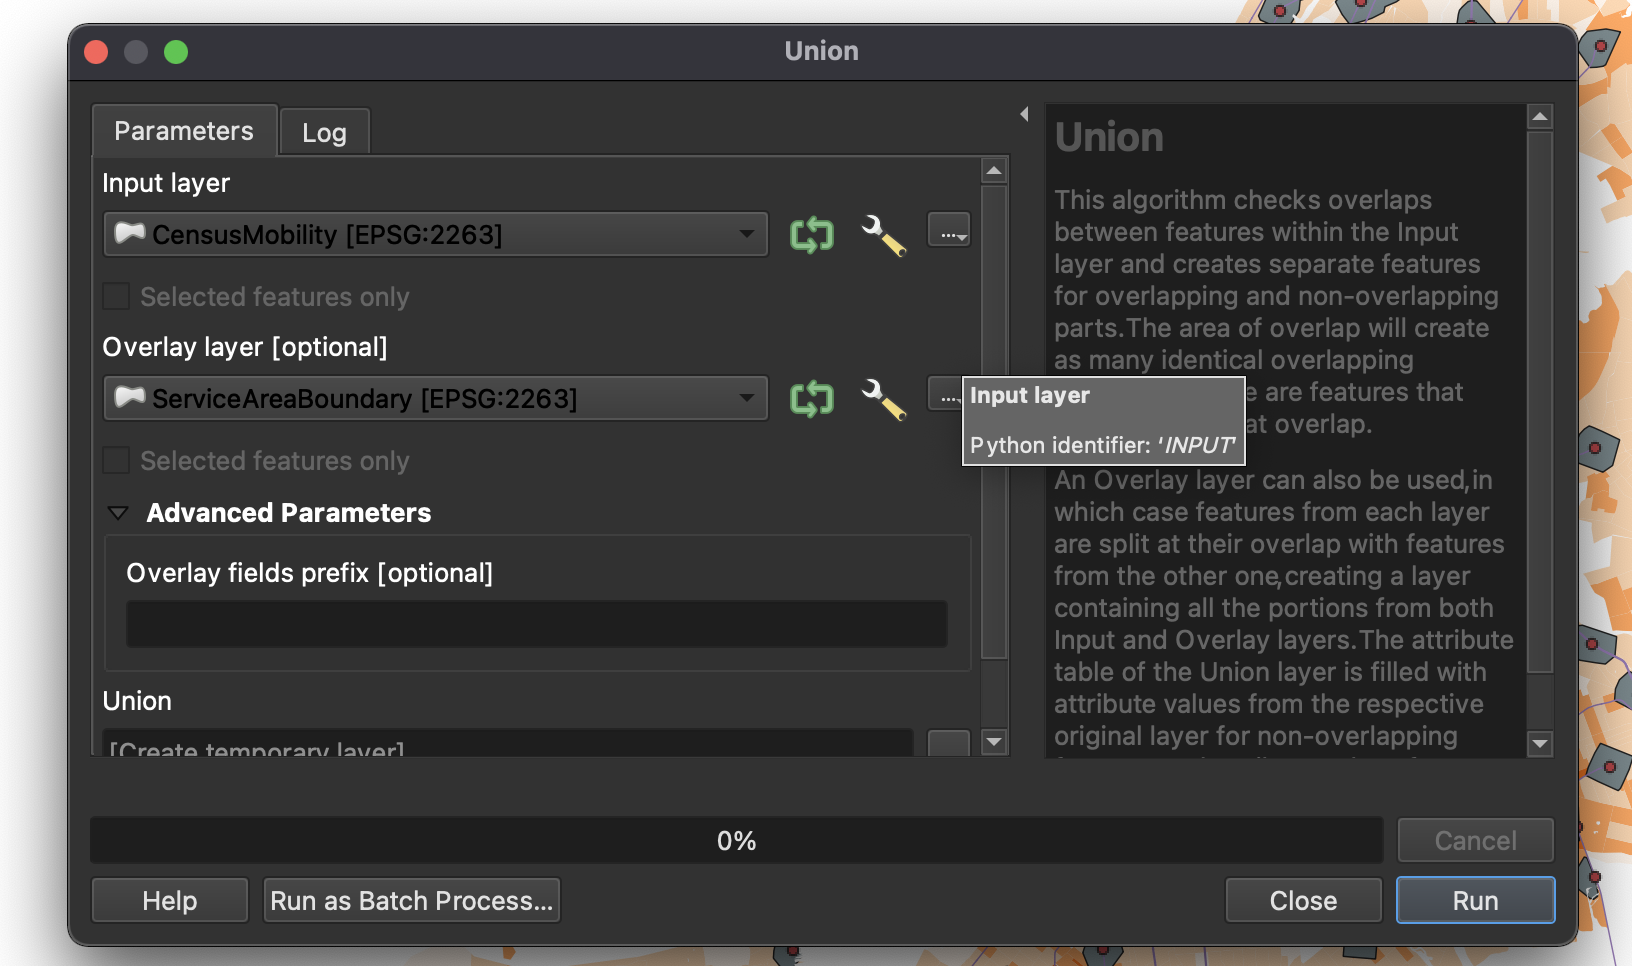 Union
Parameters
Log
Input layer
CensusMobility [EPSG:2263]
...
Selected features only
Overlay layer [optional]
ServiceAreaBoundary [EPSG:2263]
...
Selected features only
Advanced Parameters
Overlay fields prefix [optional]
Union
[Create temporary layer]
Union
This algorithm checks overlaps
between features within the Input
layer and creates separate features
for overlapping and non-overlapping
parts.The area of overlap will create
as many identical overlapping
e are features that
at overlap.
Input layer
Python identifier: 'INPUT'
An Overlay layer can also be used,in
which case features from each layer
are split at their overlap with features
from the other one,creating a layer
containing all the portions from both
Input and Overlay layers.The attribute
table of the Union layer is filled with
attribute values from the respective
original layer for non-overlapping
0%
Cancel
Help
Run as Batch Process...
Close
Run